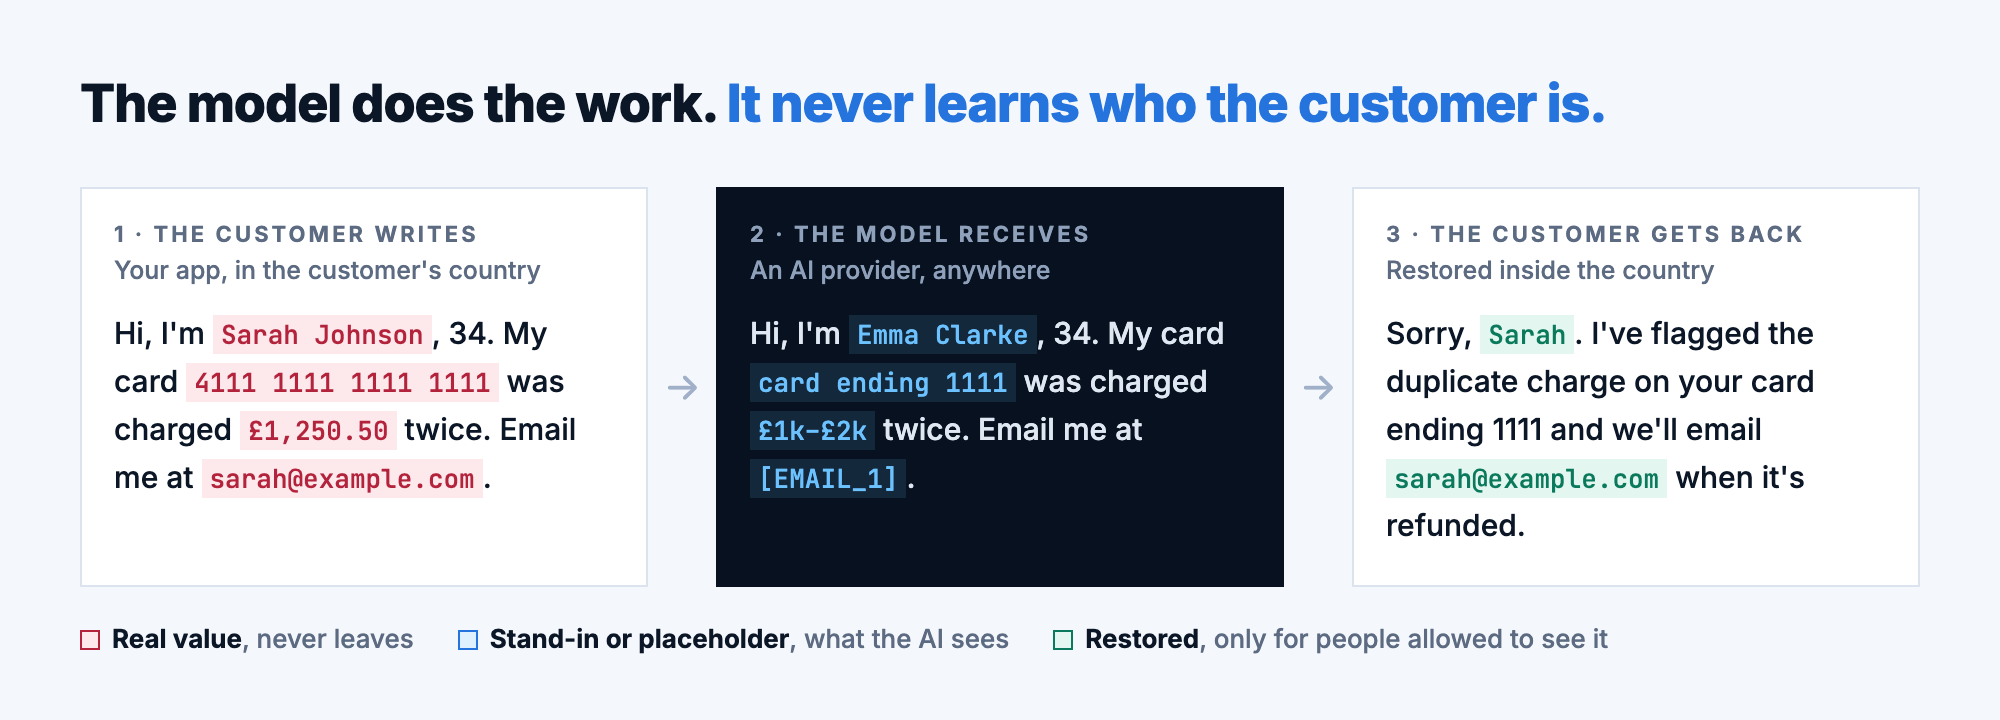 The model does the work. It never learns who the customer is.
1 · THE CUSTOMER WRITES
Your app, in the customer's country
Hi, I'm Sarah Johnson, 34. My
card 4111 1111 1111 1111 was
charged £1,250.50 twice. Email
me at sarah@example.com.
2 · THE MODEL RECEIVES
An AI provider, anywhere
Hi, I'm Emma Clarke, 34. My card
card ending 1111 was charged
£1k–£2k twice. Email me at
[EMAIL_1].
3 · THE CUSTOMER GETS BACK
Restored inside the country
Sorry, Sarah. I've flagged the
duplicate charge on your card
ending 1111 and we'll email
sarah@example.com when it's
refunded.
Real value, never leaves
Stand-in or placeholder, what the AI sees
Restored, only for people allowed to see it